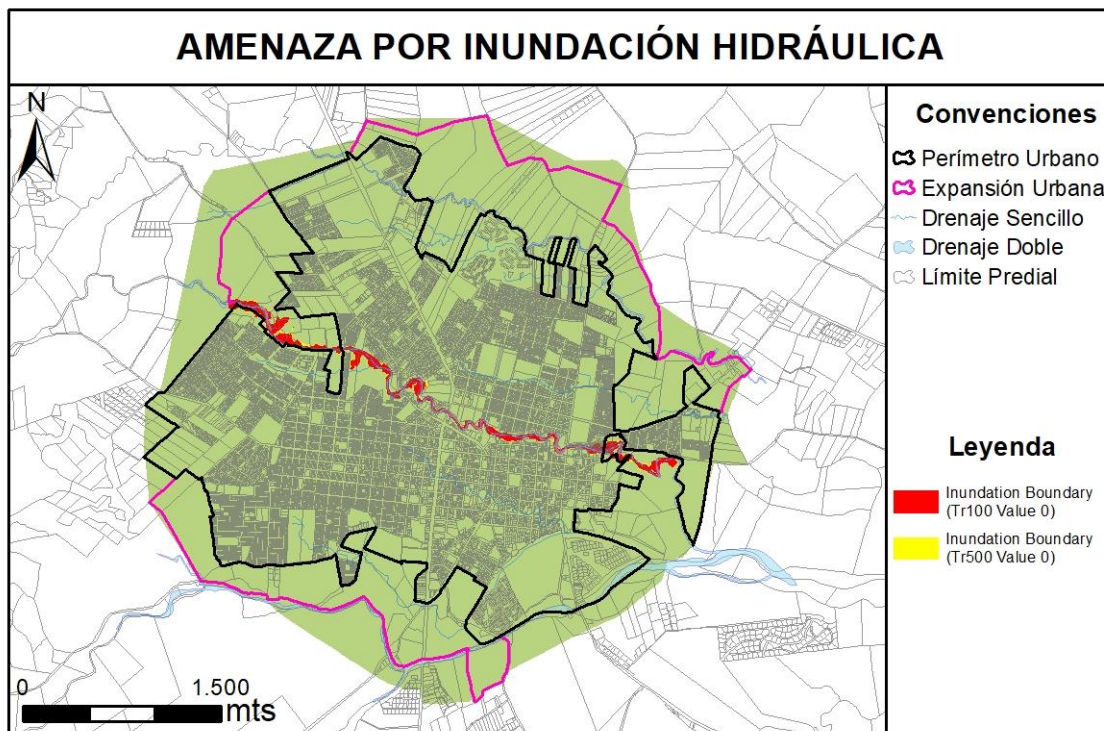 AMENAZA POR INUNDACIÓN HIDRÁULICA
N
Convenciones
Perímetro Urbano
Expansión Urbana
Drenaje Sencillo
Drenaje Doble
Límite Predial
Leyenda
Inundation Boundary
(Tr100 Value 0)
Inundation Boundary
(Tr500 Value 0)
0 1.500
mts